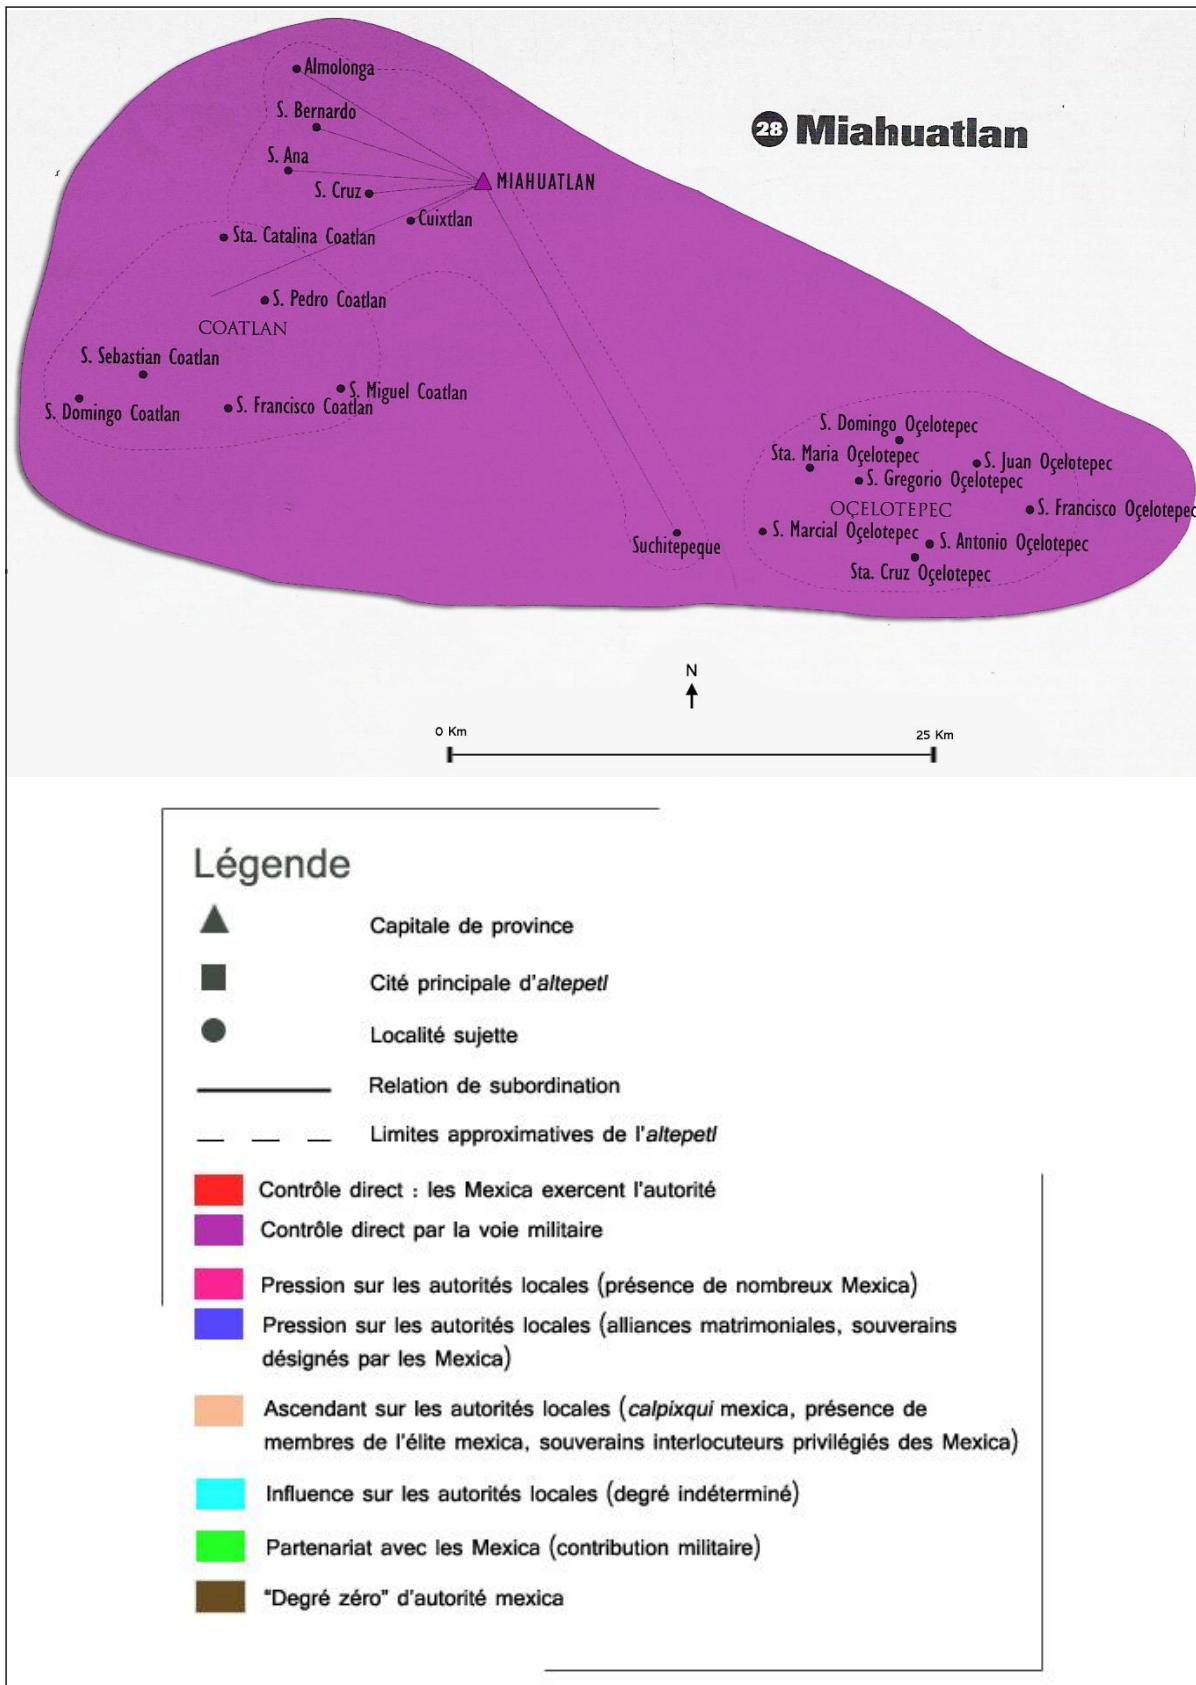 28 Miahuatlan
Almolonga
S. Bernardo
S. Ana
S. Cruz
MIAHUATLAN
Cuixtlan
Sta. Catalina Coatlan
S. Pedro Coatlan
COATLAN
S. Sebastian Coatlan
S. Miguel Coatlan
S. Domingo Coatlan
S. Francisco Coatlan
S. Domingo Oçelotepec
Sta. Maria Oçelotepec
S. Juan Oçelotepec
S. Gregorio Oçelotepec
OÇELOTEPEC
S. Francisco Oçelotepec
S. Marcial Oçelotepec
Suchitepeque
S. Antonio Oçelotepec
Sta. Cruz Oçelotepec
N
0 Km
25 Km
Légende
Capitale de province
Cité principale d'altepetl
Localité sujette
Relation de subordination
Limites approximatives de l'altepetl
Contrôle direct : les Mexica exercent l'autorité
Contrôle direct par la voie militaire
Pression sur les autorités locales (présence de nombreux Mexica)
Pression sur les autorités locales (alliances matrimoniales, souverains
désignés par les Mexica)
Ascendant sur les autorités locales (calpixqui mexica, présence de
membres de l'élite mexica, souverains interlocuteurs privilégiés des Mexica)
Influence sur les autorités locales (degré indéterminé)
Partenariat avec les Mexica (contribution militaire)
"Degré zéro" d'autorité mexica